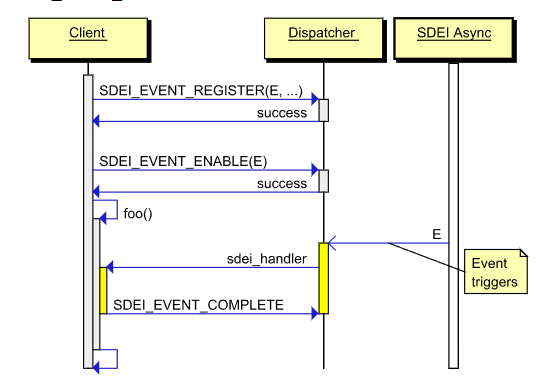 Client
Dispatcher
SDEI Async
SDEI_EVENT_REGISTER(E, ...)
success
SDEI_EVENT_ENABLE(E)
success
foo()
E
sdei_handler
Event
triggers
SDEI_EVENT_COMPLETE